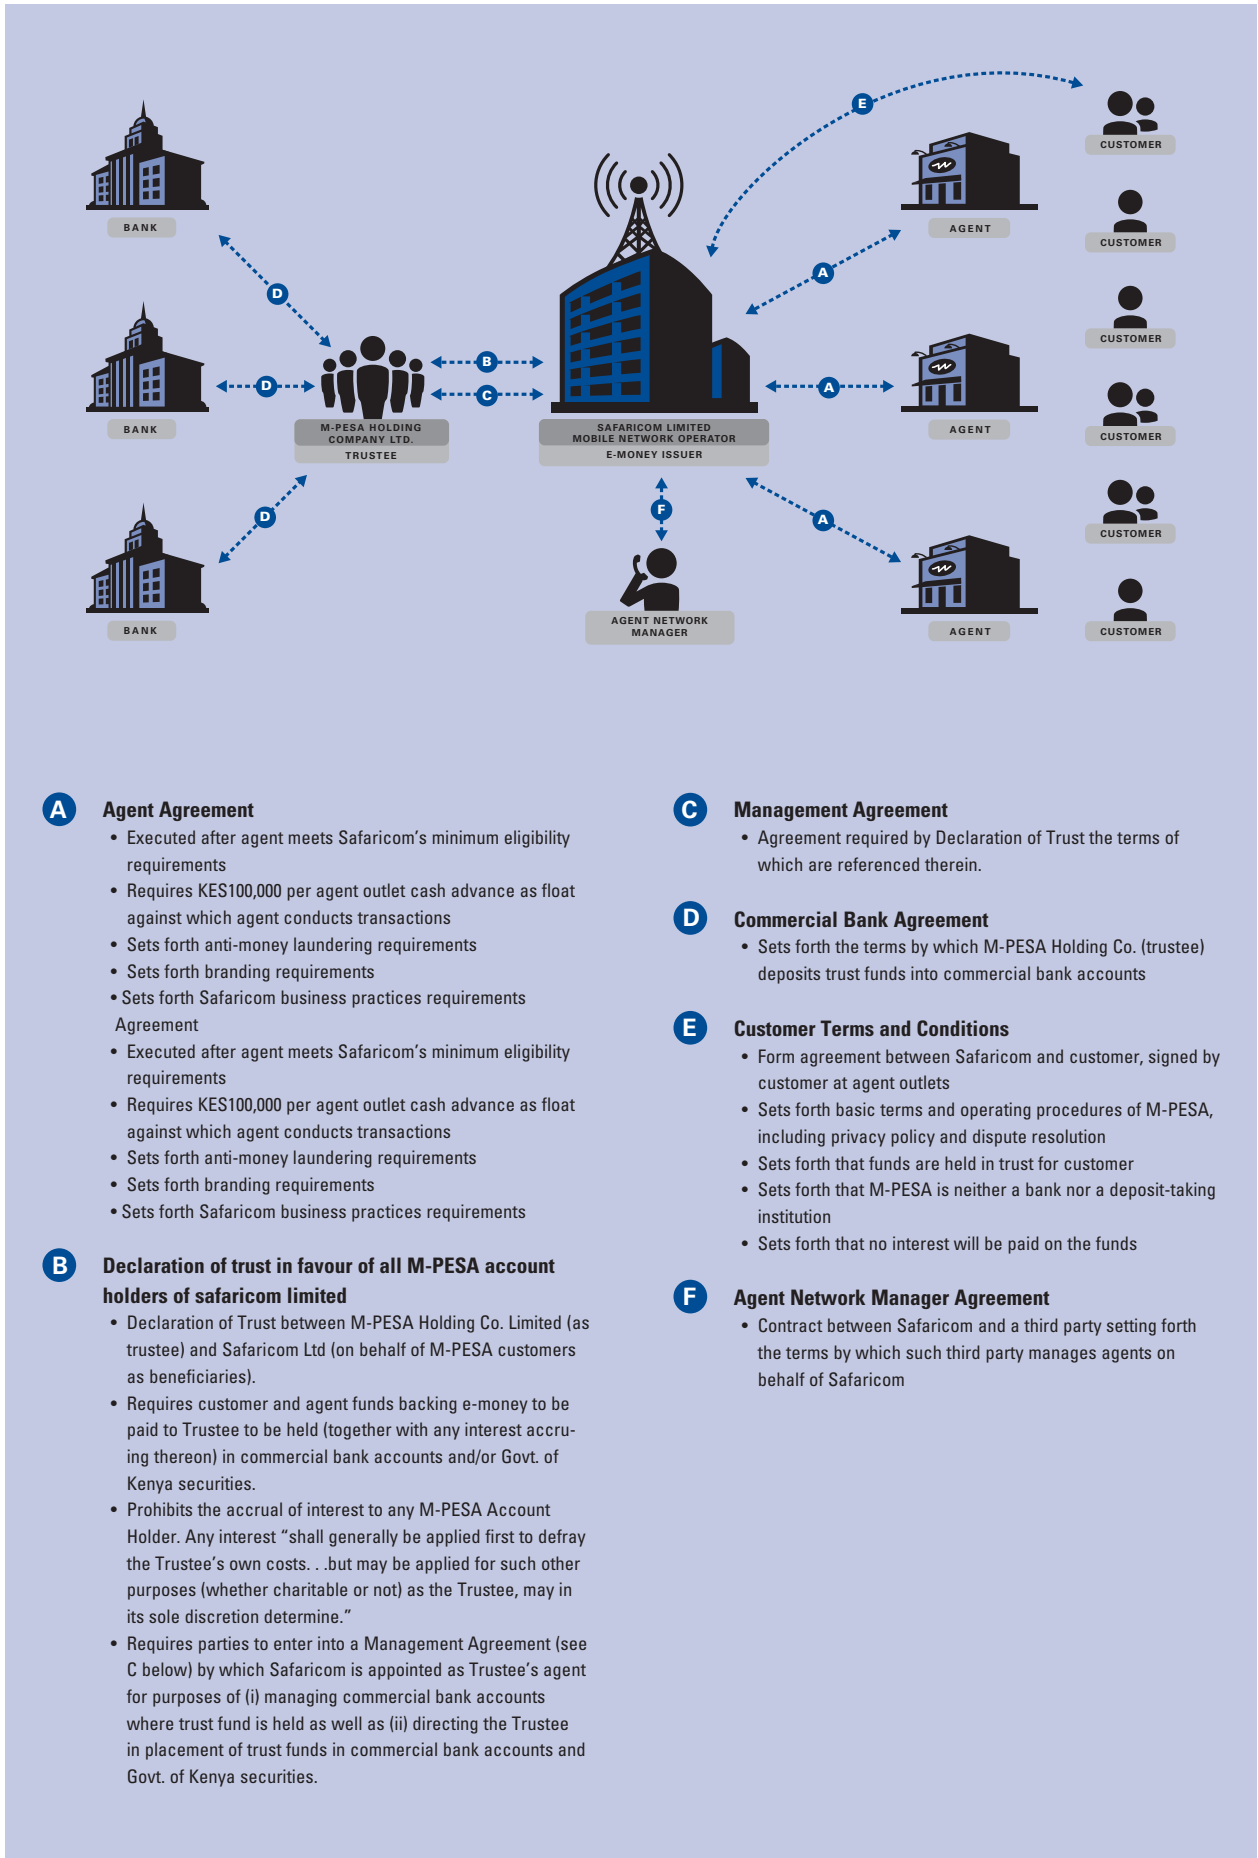 E
CUSTOMER
BANK
AGENT
CUSTOMER
A
D
CUSTOMER
B
D
A
C
BANK
M-PESA HOLDING
COMPANY LTD.
TRUSTEE
SAFARICOM LIMITED
MOBILE NETWORK OPERATOR
E-MONEY ISSUER
AGENT
CUSTOMER
D
F
A
CUSTOMER
BANK
AGENT NETWORK
MANAGER
AGENT
CUSTOMER
A
Agent Agreement
• Executed after agent meets Safaricom’s minimum eligibility
requirements
• Requires KES100,000 per agent outlet cash advance as float
against which agent conducts transactions
• Sets forth anti-money laundering requirements
• Sets forth branding requirements
• Sets forth Safaricom business practices requirements
Agreement
• Executed after agent meets Safaricom’s minimum eligibility
requirements
• Requires KES100,000 per agent outlet cash advance as float
against which agent conducts transactions
• Sets forth anti-money laundering requirements
• Sets forth branding requirements
• Sets forth Safaricom business practices requirements
B
Declaration of trust in favour of all M-PESA account
holders of safaricom limited
• Declaration of Trust between M-PESA Holding Co. Limited (as
trustee) and Safaricom Ltd (on behalf of M-PESA customers
as beneficiaries).
• Requires customer and agent funds backing e-money to be
paid to Trustee to be held (together with any interest accru-
ing thereon) in commercial bank accounts and/or Govt. of
Kenya securities.
• Prohibits the accrual of interest to any M-PESA Account
Holder. Any interest “shall generally be applied first to defray
the Trustee’s own costs. . .but may be applied for such other
purposes (whether charitable or not) as the Trustee, may in
its sole discretion determine.”
• Requires parties to enter into a Management Agreement (see
C below) by which Safaricom is appointed as Trustee’s agent
for purposes of (i) managing commercial bank accounts
where trust fund is held as well as (ii) directing the Trustee
in placement of trust funds in commercial bank accounts and
Govt. of Kenya securities.
C
Management Agreement
• Agreement required by Declaration of Trust the terms of
which are referenced therein.
D
Commercial Bank Agreement
• Sets forth the terms by which M-PESA Holding Co. (trustee)
deposits trust funds into commercial bank accounts
E
Customer Terms and Conditions
• Form agreement between Safaricom and customer, signed by
customer at agent outlets
• Sets forth basic terms and operating procedures of M-PESA,
including privacy policy and dispute resolution
• Sets forth that funds are held in trust for customer
• Sets forth that M-PESA is neither a bank nor a deposit-taking
institution
• Sets forth that no interest will be paid on the funds
F
Agent Network Manager Agreement
• Contract between Safaricom and a third party setting forth
the terms by which such third party manages agents on
behalf of Safaricom